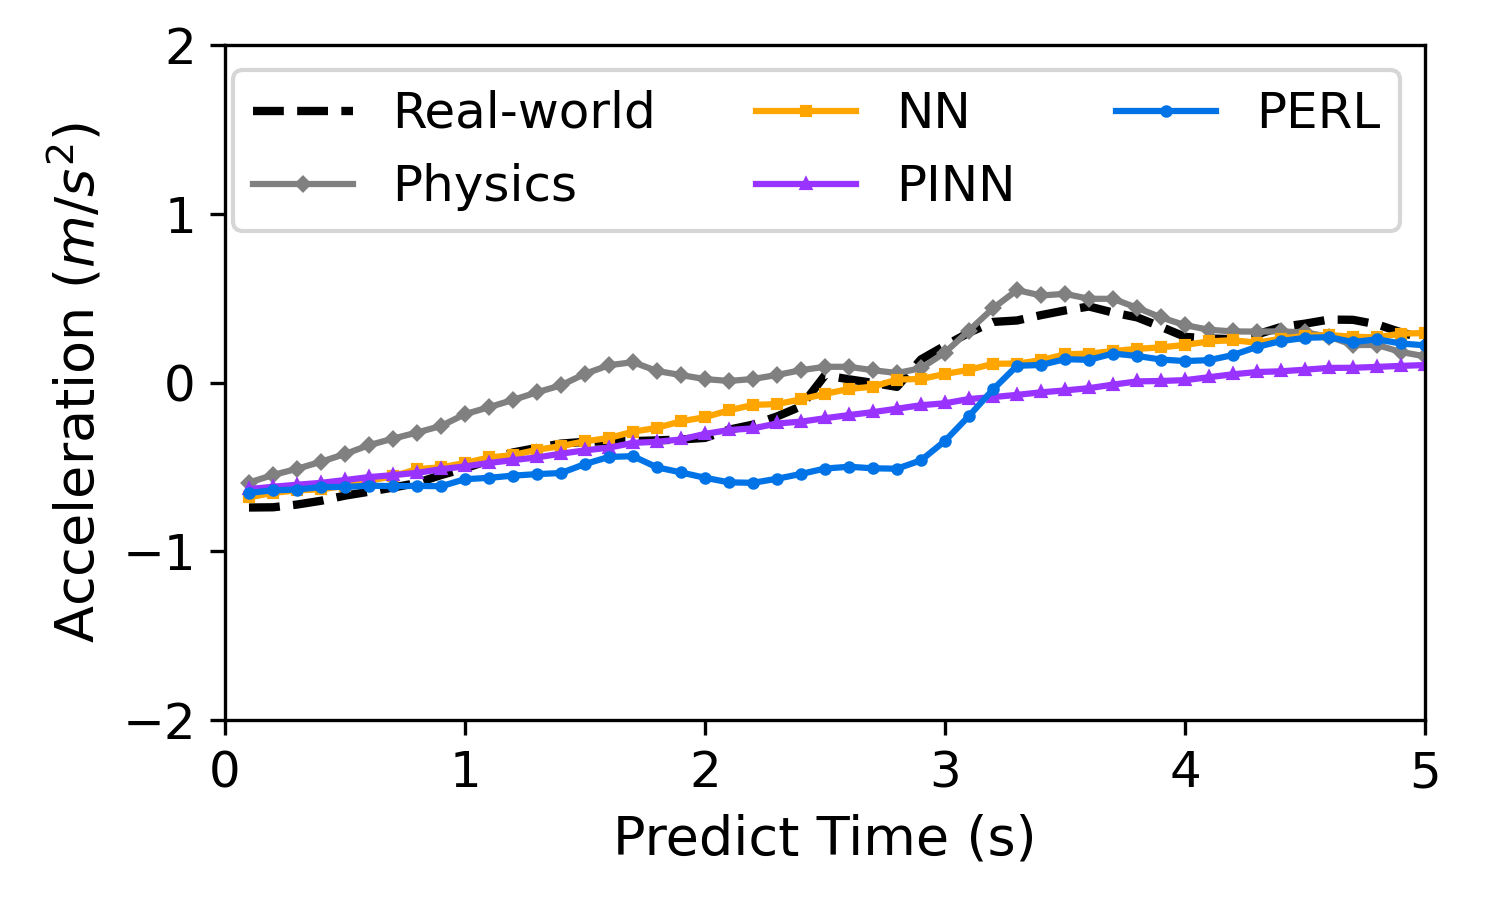 2
1
0
−1
−2
Acceleration (m/s²)
Real-world
Physics
NN
PINN
PERL
0 1 2 3 4 5
Predict Time (s)